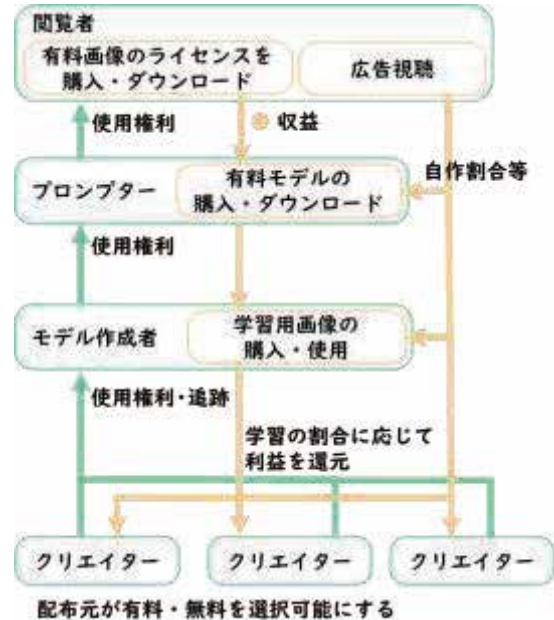 閲覧者
有料画像のライセンスを
購入・ダウンロード
広告視聴
使用権利
収益
プロンプター
有料モデルの
購入・ダウンロード
自作割合等
使用権利
モデル作成者
学習用画像の
購入・使用
使用権利・追跡
学習の割合に応じて
利益を還元
クリエイター
クリエイター
クリエイター
配布元が有料・無料を選択可能にする